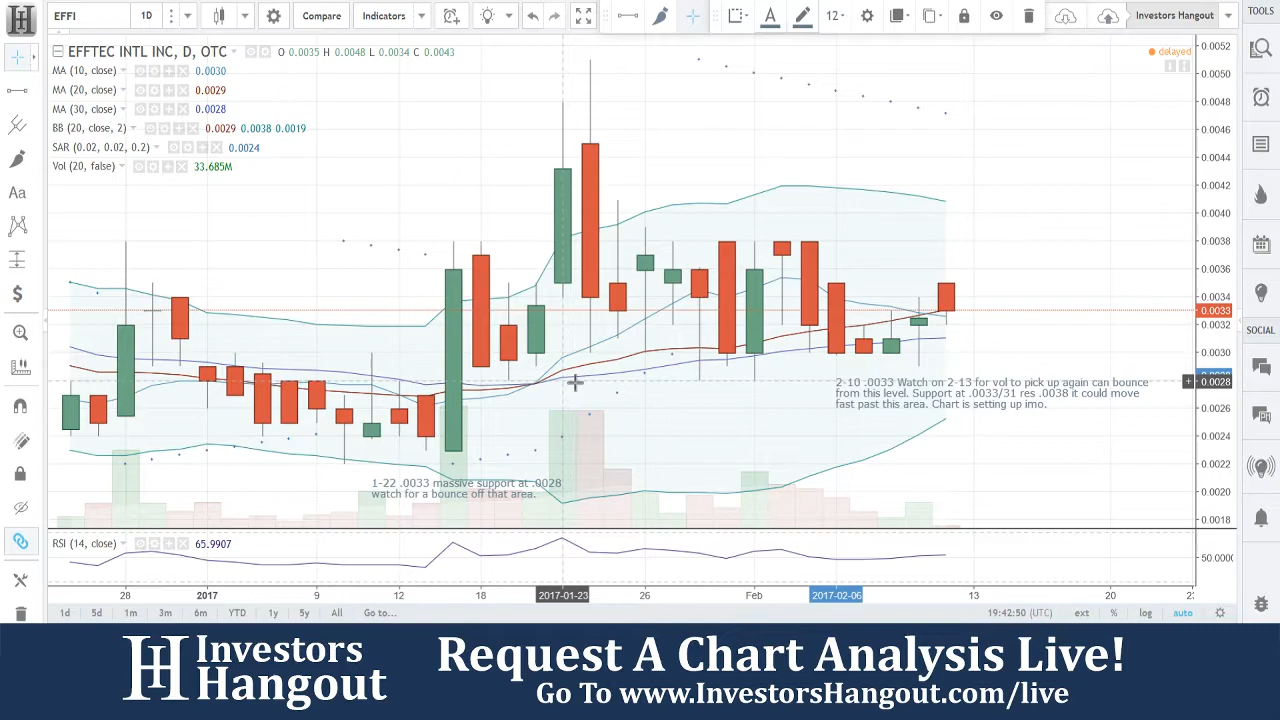 EFFI 1D Compare Indicators 12 Investors Hangout TOOLS
EFFTEC INTL INC, D, OTC O 0.0035 H 0.0048 L 0.0034 C 0.0043
delayed
MA (10, close) 0.0030
MA (20, close) 0.0029
MA (30, close) 0.0028
BB (20, close, 2) 0.0029 0.0038 0.0019
SAR (0.02, 0.02, 0.2) 0.0024
Vol (20, false) 33.685M
0.0052
0.0050
0.0048
0.0046
0.0044
0.0042
0.0040
0.0038
0.0036
0.0034
0.0033
0.0032
0.0030
0.0028
0.0026
0.0024
0.0022
0.0020
0.0018
Aa
SOCIAL
2-10 .0033 Watch on 2-13 for vol to pick up again can bounce
from this level. Support at .0033/31 res .0038 it could move
fast past this area. Chart is setting up imo.
1-22 .0033 massive support at .0028
watch for a bounce off that area.
RSI (14, close) 65.9907
50.0000
28 2017 9 12 18 2017-01-23 26 Feb 2017-02-06 13 20
1d 5d 1m 3m 6m YTD 1y 5y All Go to... 19:42:50 (UTC) ext % log auto
Investors
Hangout
Request A Chart Analysis Live!
Go To www.InvestorsHangout.com/live